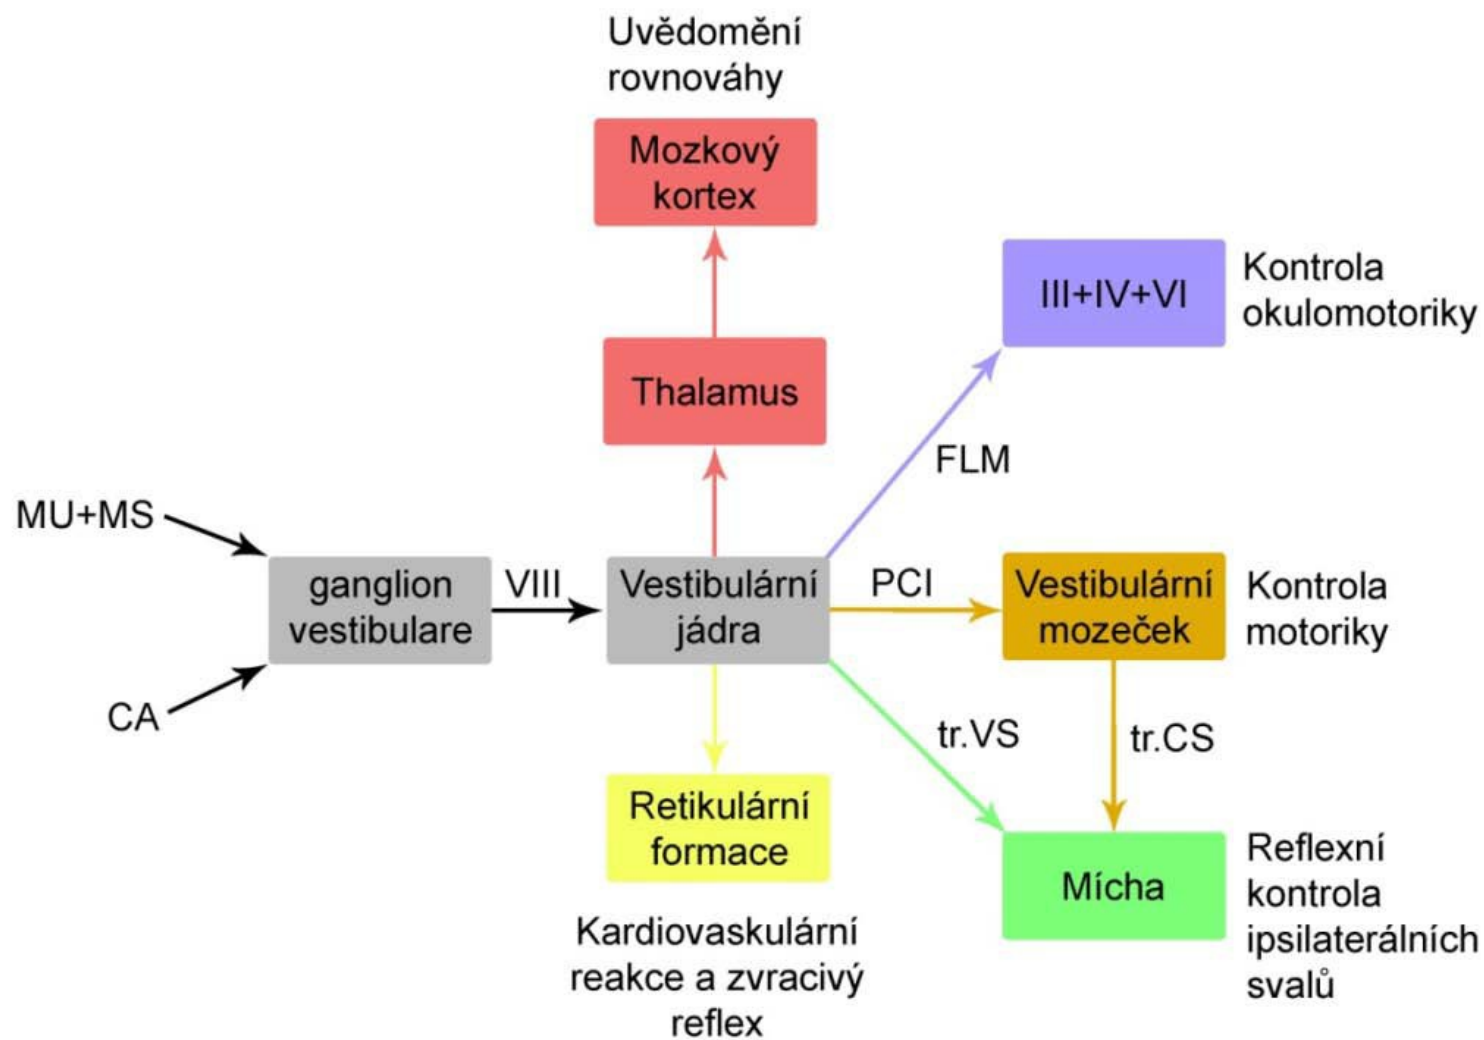 Uvědomění
rovnováhy
Mozkový
kortex
III+IV+VI
Kontrola
okulomotoriky
Thalamus
FLM
MU+MS
ganglion
vestibulare
VIII
Vestibulární
jádra
PCI
Vestibulární
mozeček
Kontrola
motoriky
CA
tr.VS
tr.CS
Retikulární
formace
Mícha
Reflexní
kontrola
ipsilaterálních
svalů
Kardiovaskulární
reakce a zvracivý
reflex